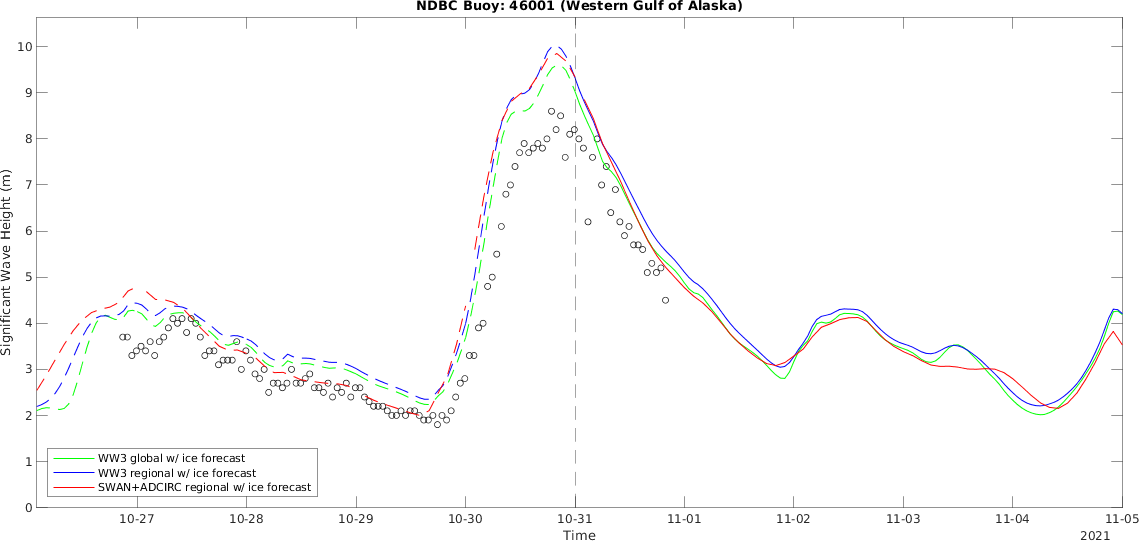 NDBC Buoy: 46001 (Western Gulf of Alaska)
Significant Wave Height (m)
10
9
8
7
6
5
4
3
2
1
0
WW3 global w/ ice forecast
WW3 regional w/ ice forecast
SWAN+ADCIRC regional w/ ice forecast
10-27 10-28 10-29 10-30 10-31 11-01 11-02 11-03 11-04 11-05
Time
2021